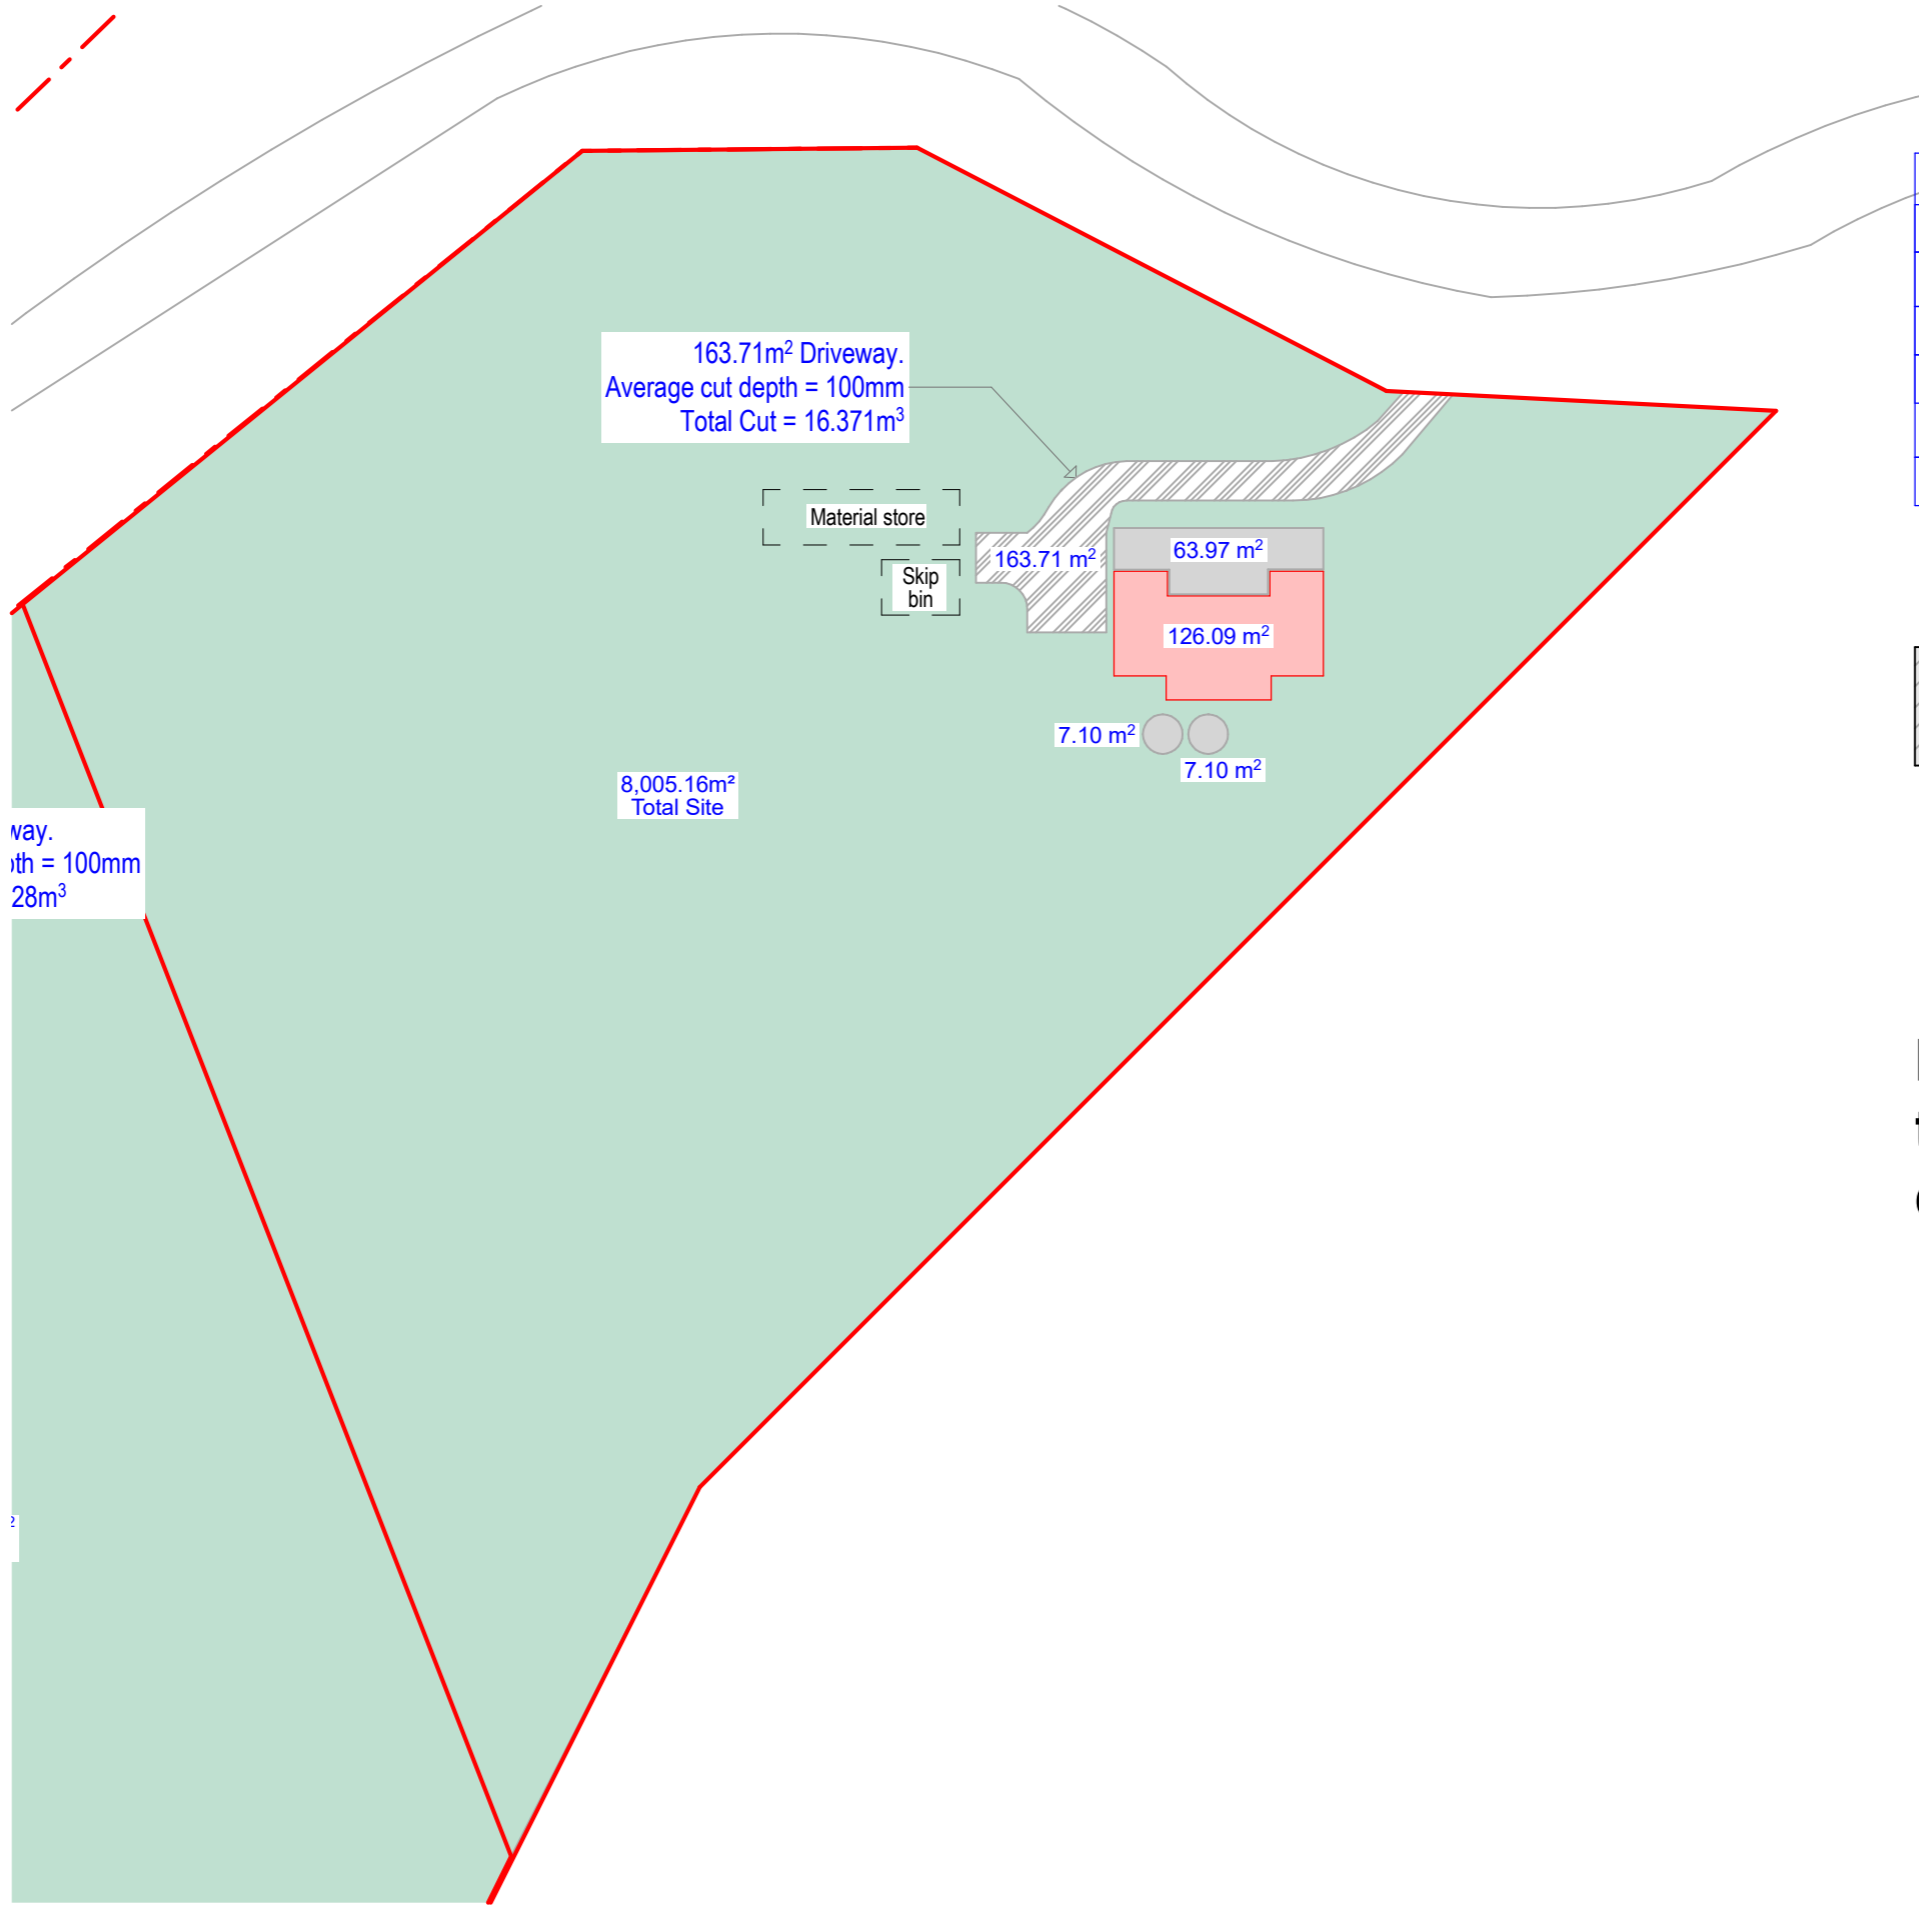 163.71m² Driveway.
Average cut depth = 100mm
Total Cut = 16.371m³
Material store
Skip
bin
163.71 m²
63.97 m²
126.09 m²
7.10 m²
7.10 m²
8,005.16m²
Total Site
way.
th = 100mm
28m³